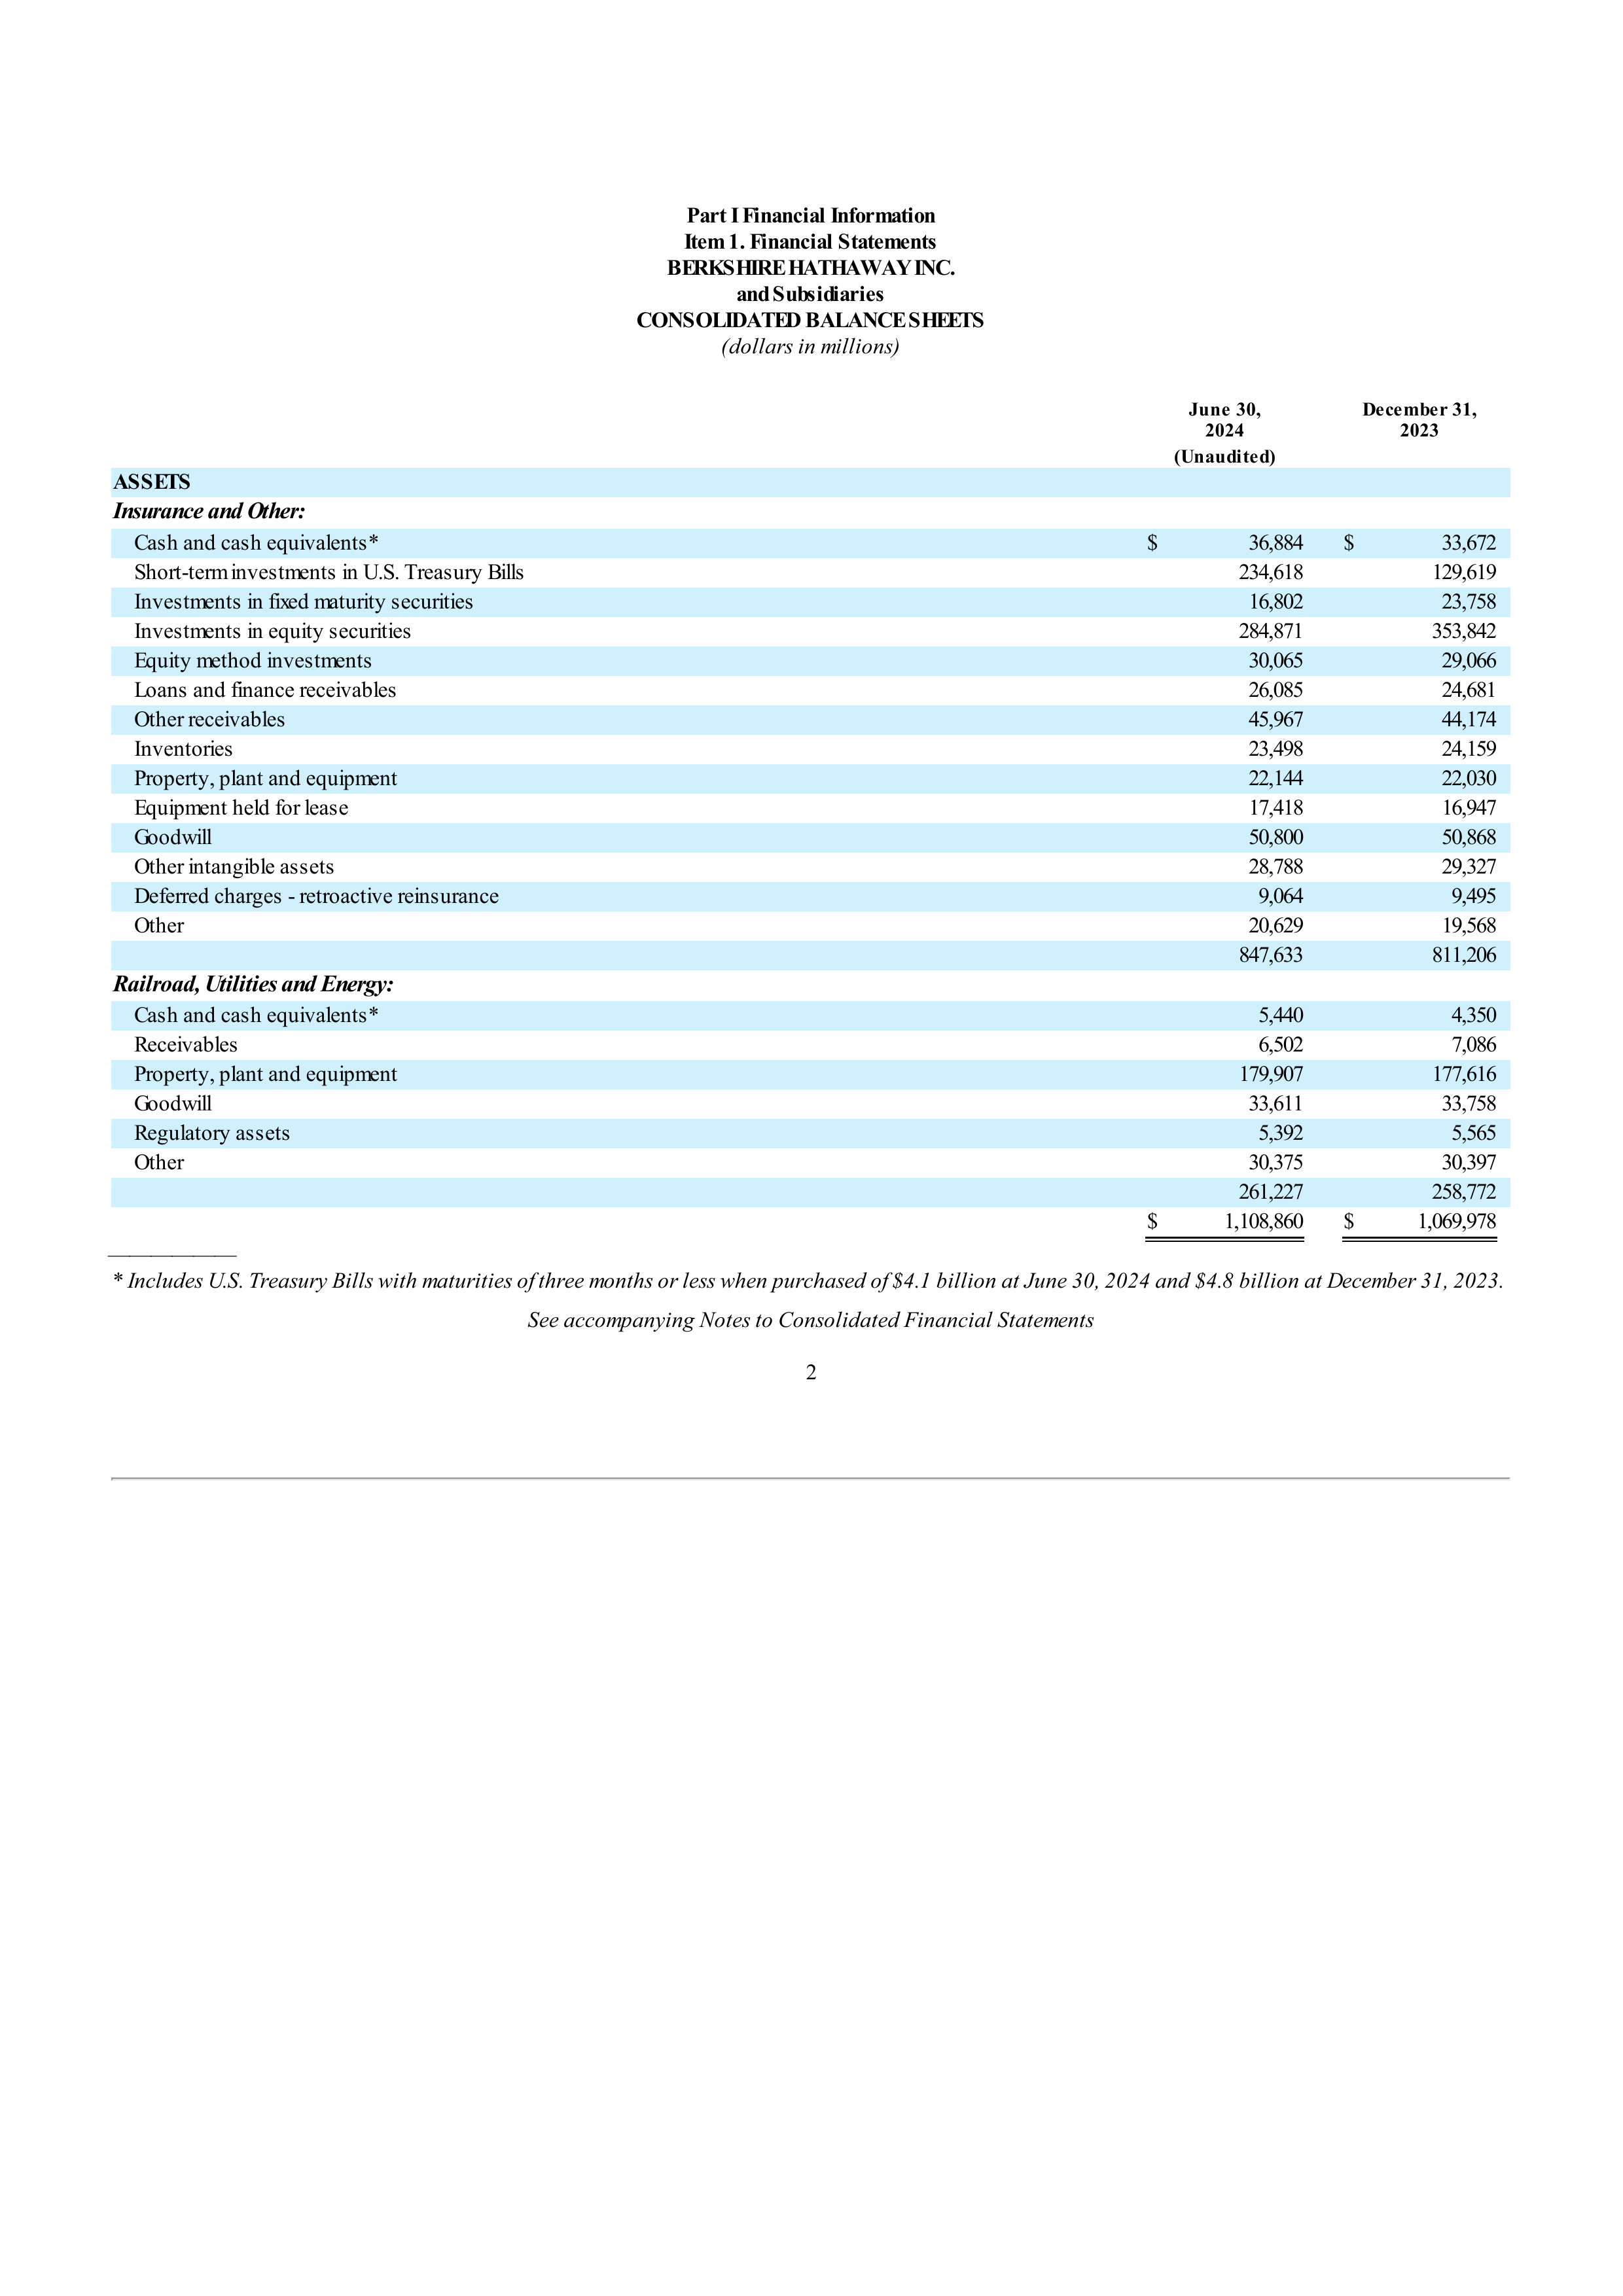 Part I Financial Information
Item 1. Financial Statements
BERKSHIRE HATHAWAY INC.
and Subsidiaries
CONSOLIDATED BALANCE SHEETS
(dollars in millions)
June 30, 2024 (Unaudited) December 31, 2023
ASSETS
Insurance and Other:
Cash and cash equivalents* $ 36,884 $ 33,672
Short-term investments in U.S. Treasury Bills 234,618 129,619
Investments in fixed maturity securities 16,802 23,758
Investments in equity securities 284,871 353,842
Equity method investments 30,065 29,066
Loans and finance receivables 26,085 24,681
Other receivables 45,967 44,174
Inventories 23,498 24,159
Property, plant and equipment 22,144 22,030
Equipment held for lease 17,418 16,947
Goodwill 50,800 50,868
Other intangible assets 28,788 29,327
Deferred charges - retroactive reinsurance 9,064 9,495
Other 20,629 19,568
847,633 811,206
Railroad, Utilities and Energy:
Cash and cash equivalents* 5,440 4,350
Receivables 6,502 7,086
Property, plant and equipment 179,907 177,616
Goodwill 33,611 33,758
Regulatory assets 5,392 5,565
Other 30,375 30,397
261,227 258,772
$ 1,108,860 $ 1,069,978
* Includes U.S. Treasury Bills with maturities of three months or less when purchased of $4.1 billion at June 30, 2024 and $4.8 billion at December 31, 2023.
See accompanying Notes to Consolidated Financial Statements
2